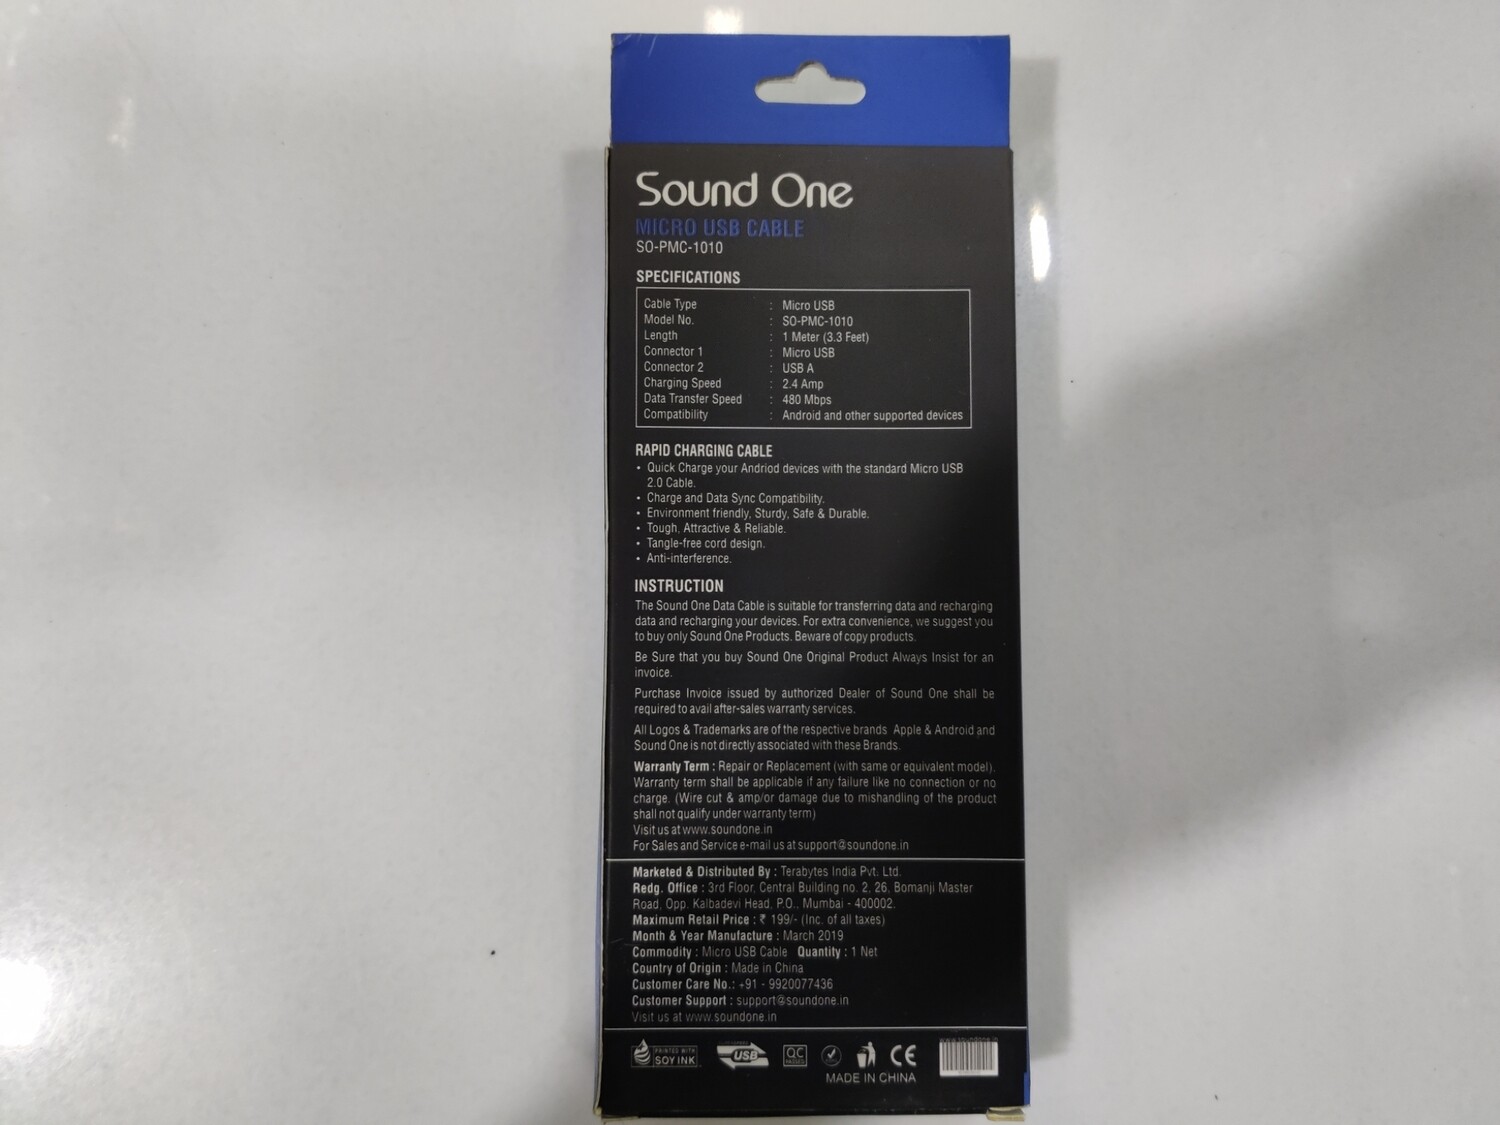 Sound One
MICRO USB CABLE
SO-PMC-1010
SPECIFICATIONS
Cable Type : Micro USB
Model No. : SO-PMC-1010
Length : 1 Meter (3.3 Feet)
Connector 1 : Micro USB
Connector 2 : USB A
Charging Speed : 2.4 Amp
Data Transfer Speed : 480 Mbps
Compatibility : Android and other supported devices
RAPID CHARGING CABLE
• Quick Charge your Andriod devices with the standard Micro USB
2.0 Cable.
• Charge and Data Sync Compatibility.
• Environment friendly, Sturdy, Safe & Durable.
• Tough, Attractive & Reliable.
• Tangle-free cord design.
• Anti-interference.
INSTRUCTION
The Sound One Data Cable is suitable for transferring data and recharging
data and recharging your devices. For extra convenience, we suggest you
to buy only Sound One Products. Beware of copy products.
Be Sure that you buy Sound One Original Product Always Insist for an
invoice.
Purchase Invoice issued by authorized Dealer of Sound One shall be
required to avail after-sales warranty services.
All Logos & Trademarks are of the respective brands Apple & Android and
Sound One is not directly associated with these Brands.
Warranty Term : Repair or Replacement (with same or equivalent model).
Warranty term shall be applicable if any failure like no connection or no
charge. (Wire cut & amp/or damage due to mishandling of the product
shall not qualify under warranty term)
Visit us at www.soundone.in
For Sales and Service e-mail us at support@soundone.in
Marketed & Distributed By : Terabytes India Pvt. Ltd.
Redg. Office : 3rd Floor, Central Building no. 2, 26, Bomanji Master
Road, Opp. Kalbadevi Head, P.O., Mumbai - 400002.
Maximum Retail Price : ₹ 199/- (Inc. of all taxes)
Month & Year Manufacture : March 2019
Commodity : Micro USB Cable Quantity : 1 Net
Country of Origin : Made in China
Customer Care No.: +91 - 9920077436
Customer Support : support@soundone.in
Visit us at www.soundone.in
PRINTED WITH
SOY INK
USB
QC
PASSED
CE
www.soundone.in
MADE IN CHINA